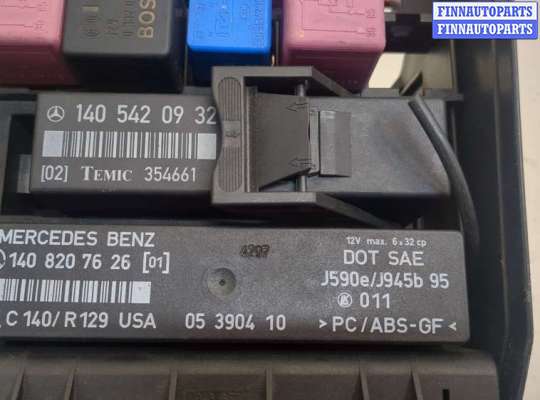 FINNAUTOPARTS
FINNAUTOPARTS
BOS
140 542 09 32
[02] TEMIC 354661
MERCEDES BENZ
140 820 76 26 [01]
C 140/R129 USA
05 3904 10
12V max. 6x32 cp
DOT SAE
J590e/J945b 95
011
>PC/ABS-GF<